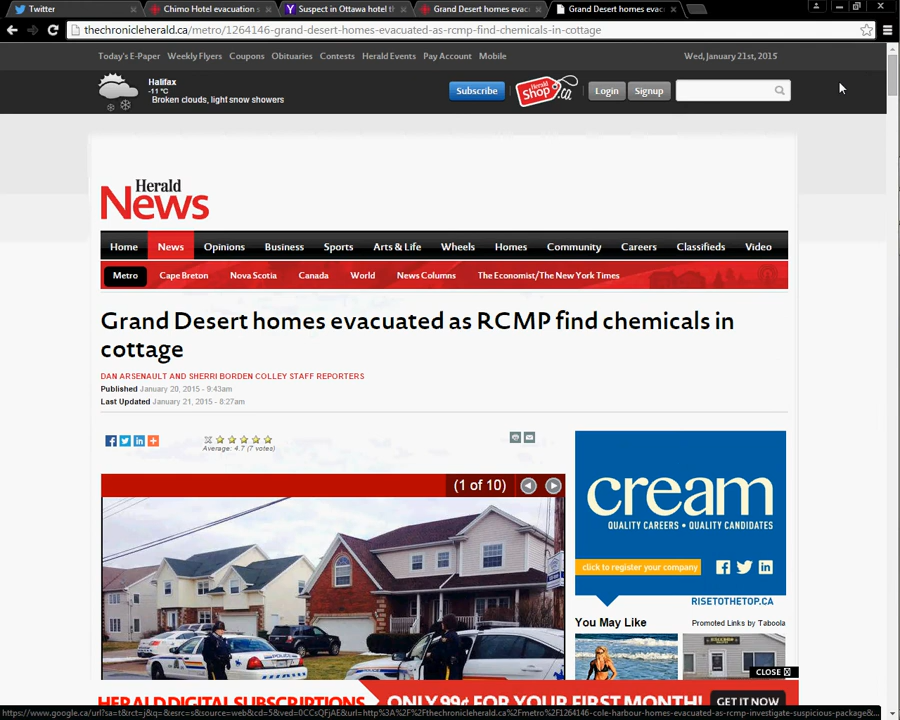 Twitter
Chimo Hotel evacuation s
Suspect in Ottawa hotel th
Grand Desert homes evac
Grand Desert homes evac
thechronicleherald.ca/metro/1264146-grand-desert-homes-evacuated-as-rcmp-find-chemicals-in-cottage
Today's E-Paper Weekly Flyers Coupons Obituaries Contests Herald Events Pay Account Mobile
Wed, January 21st, 2015
Halifax
-11 °C
Broken clouds, light snow showers
Subscribe
Herald
Shop.ca
Login
Signup
Herald
News
Home News Opinions Business Sports Arts & Life Wheels Homes Community Careers Classifieds Video
Metro Cape Breton Nova Scotia Canada World News Columns The Economist/The New York Times
Grand Desert homes evacuated as RCMP find chemicals in
cottage
DAN ARSENAULT AND SHERRI BORDEN COLLEY STAFF REPORTERS
Published January 20, 2015 - 9:43am
Last Updated January 21, 2015 - 8:27am
Average: 4.7 (7 votes)
(1 of 10)
cream
QUALITY CAREERS • QUALITY CANDIDATES
click to register your company
RISETOTHETOP.CA
You May Like
Promoted Links by Taboola
POLICE
CLOSE
HERALD DIGITAL SUBSCRIPTIONS
ONLY 99¢ FOR YOUR FIRST MONTH!
GET IT NOW